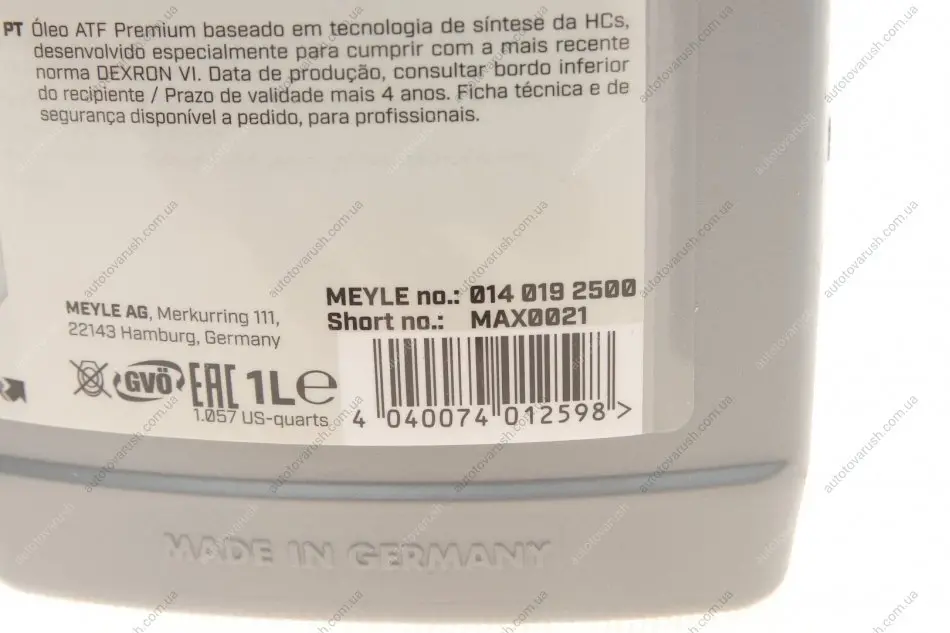 PT Óleo ATF Premium baseado em tecnologia de síntese da HCs,
desenvolvido especialmente para cumprir com a mais recente
norma DEXRON VI. Data de produção, consultar bordo inferior
do recipiente / Prazo de validade mais 4 anos. Ficha técnica e de
segurança disponível a pedido, para profissionais.
MEYLE no.: 014 019 2500
Short no.: MAX0021
MEYLE AG, Merkurring 111,
22143 Hamburg, Germany
GVÖ EAC 1L e
1.057 US-quarts
4 040074 012598 >
MADE IN GERMANY
autotovarush.com.ua